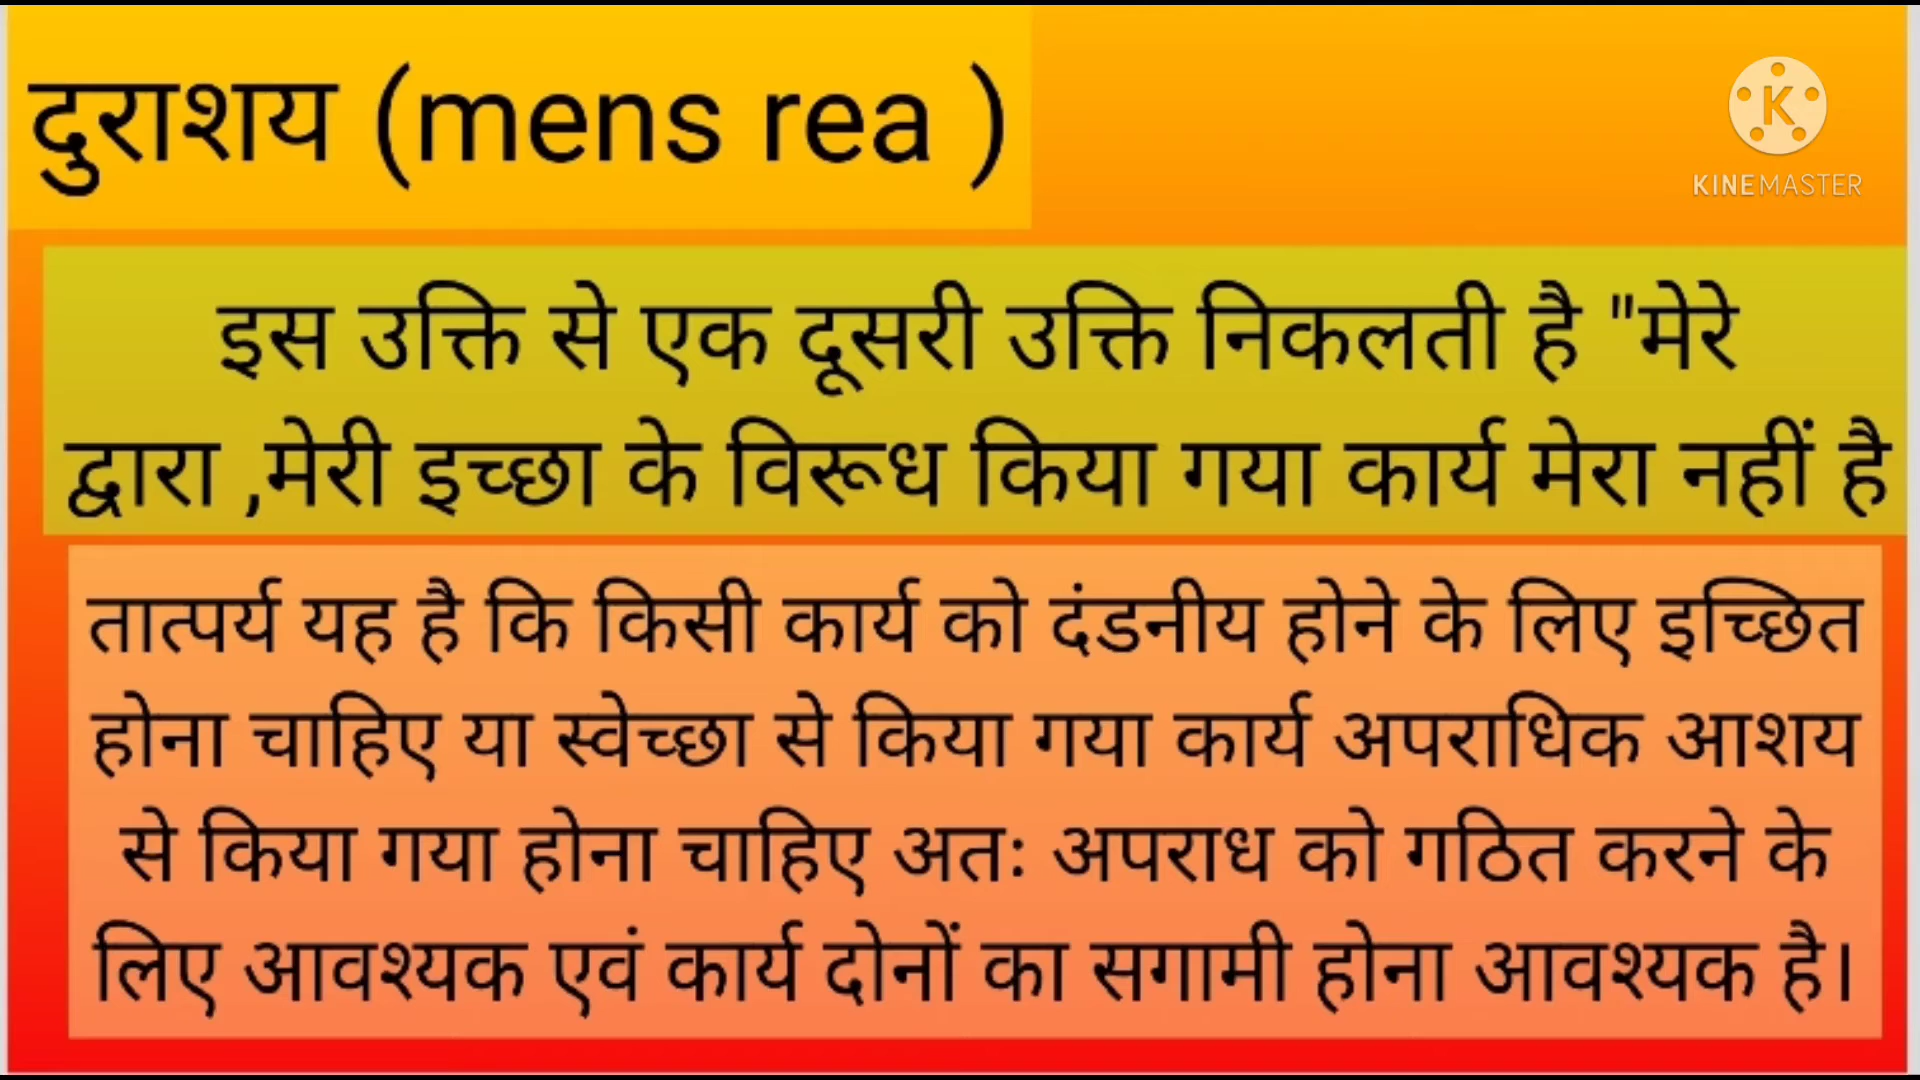 दुराशय (mens rea )
KINEMASTER
इस उक्ति से एक दूसरी उक्ति निकलती है "मेरे
द्वारा ,मेरी इच्छा के विरूध किया गया कार्य मेरा नहीं है
तात्पर्य यह है कि किसी कार्य को दंडनीय होने के लिए इच्छित
होना चाहिए या स्वेच्छा से किया गया कार्य अपराधिक आशय
से किया गया होना चाहिए अतः अपराध को गठित करने के
लिए आवश्यक एवं कार्य दोनों का सगामी होना आवश्यक है।